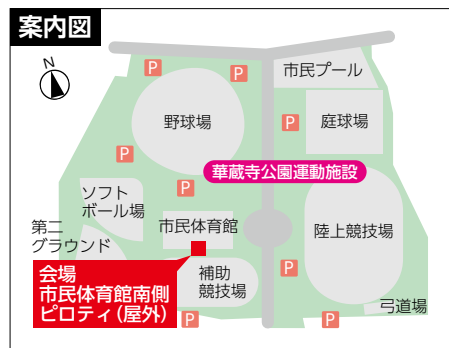 案内図
N
P
P
市民プール
P
野球場
庭球場
P
P
華蔵寺公園運動施設
ソフト
ボール場
市民体育館
陸上競技場
第二
グラウンド
会場
市民体育館南側
ピロティ(屋外)
補助
競技場
P
弓道場
P
P